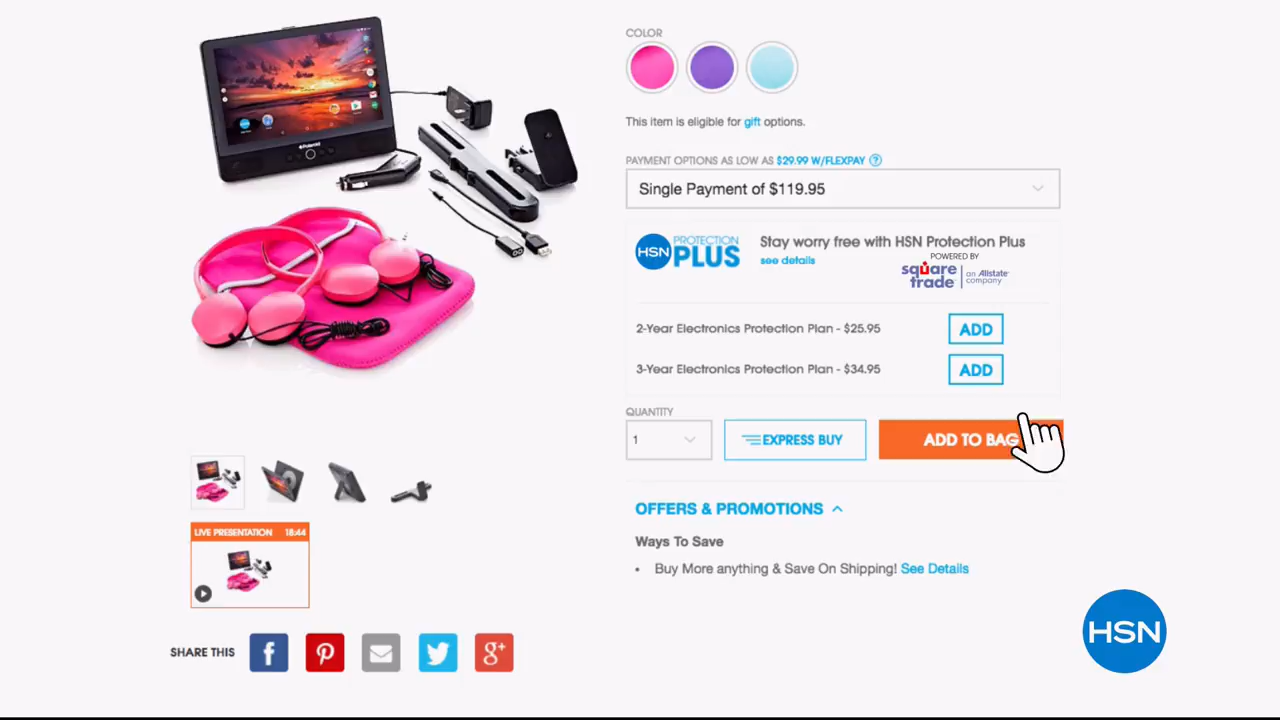 Polaroid
COLOR
This item is eligible for gift options.
PAYMENT OPTIONS AS LOW AS $29.99 W/FLEXPAY ?
Single Payment of $119.95
HSN PROTECTION PLUS
Stay worry free with HSN Protection Plus
see details
POWERED BY
square trade
an Allstate company
2-Year Electronics Protection Plan - $25.95
ADD
3-Year Electronics Protection Plan - $34.95
ADD
QUANTITY
1
EXPRESS BUY
ADD TO BAG
LIVE PRESENTATION 18:44
OFFERS & PROMOTIONS
Ways To Save
• Buy More anything & Save On Shipping! See Details
SHARE THIS
f
g+
HSN